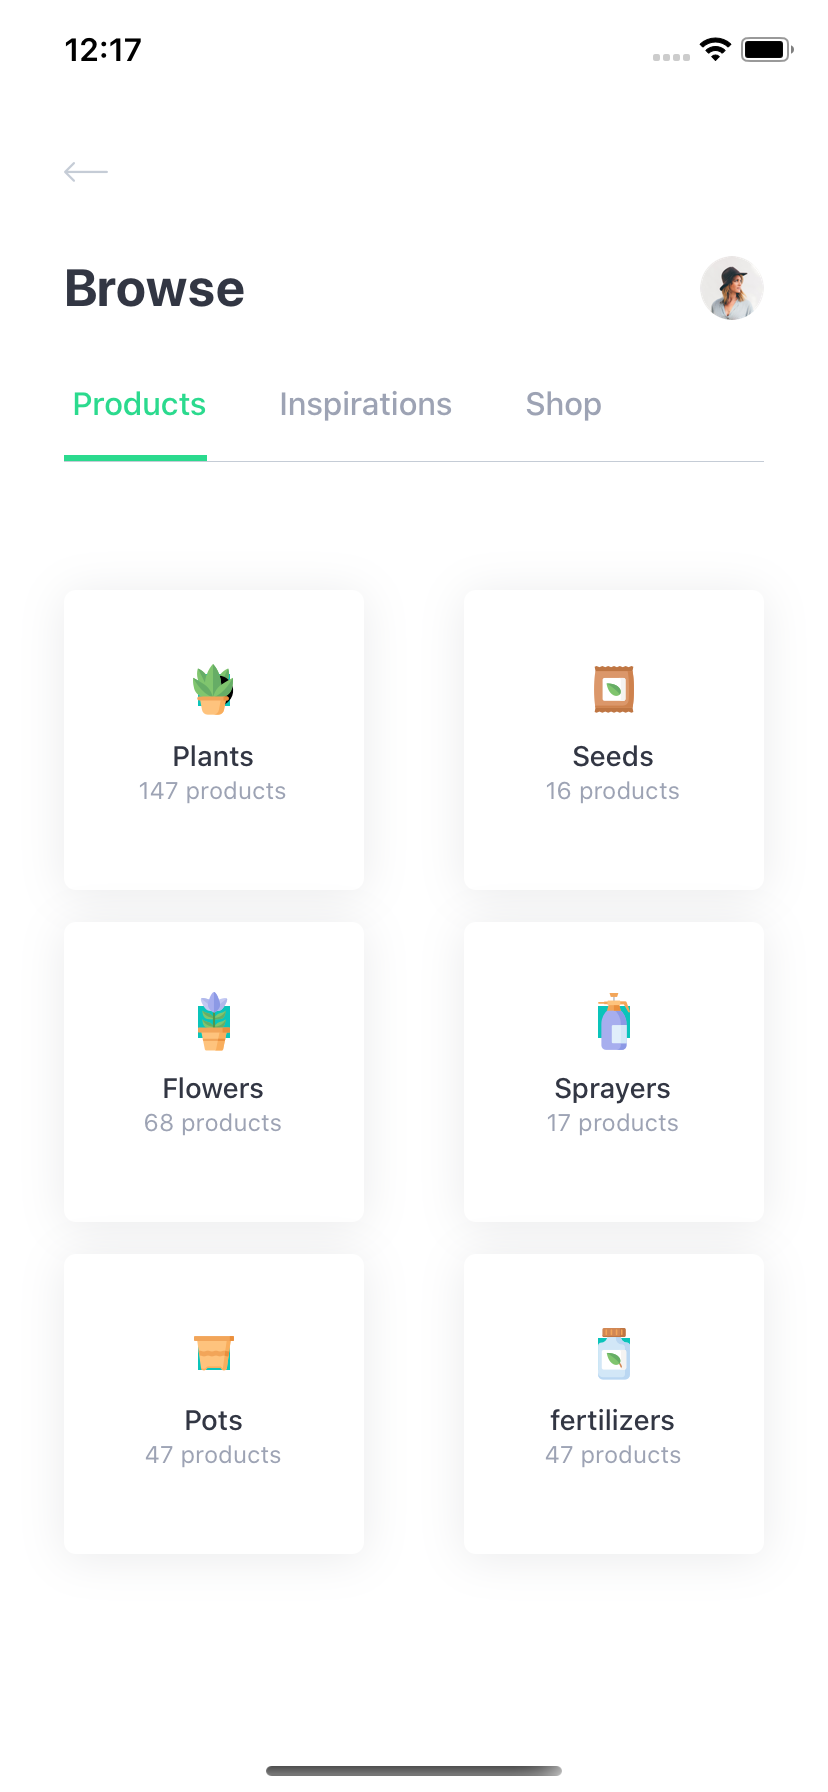 12:17
Browse
Products Inspirations Shop
Plants
147 products
Seeds
16 products
Flowers
68 products
Sprayers
17 products
Pots
47 products
fertilizers
47 products